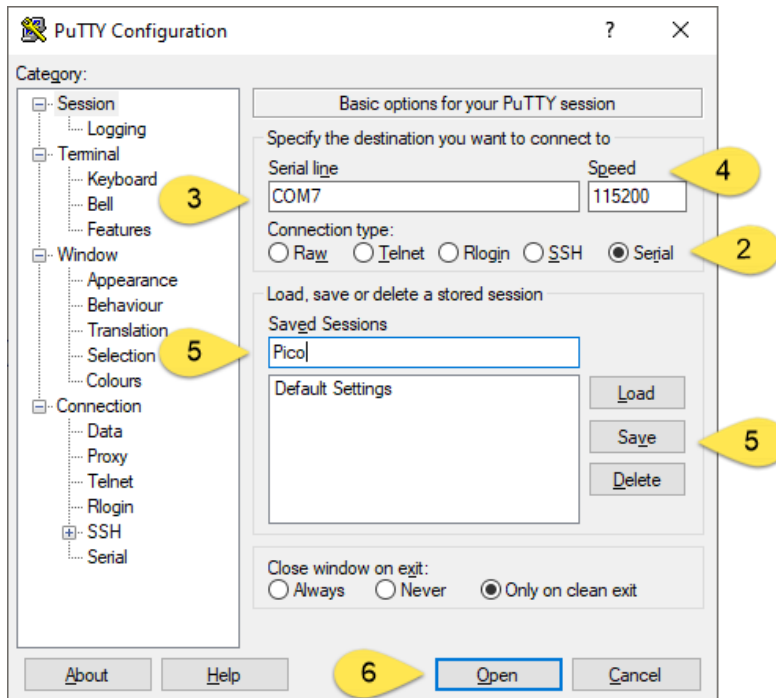 PuTTY Configuration
?
Category:
Session
Logging
Terminal
Keyboard
Bell
Features
Window
Appearance
Behaviour
Translation
Selection
Colours
Connection
Data
Proxy
Telnet
Rlogin
SSH
Serial
Basic options for your PuTTY session
Specify the destination you want to connect to
Serial line Speed 4
3 COM7 115200
Connection type:
Raw Telnet Rlogin SSH Serial 2
Load, save or delete a stored session
Saved Sessions
5 Pico
Default Settings
Load
Save 5
Delete
Close window on exit:
Always Never Only on clean exit
About Help 6 Open Cancel